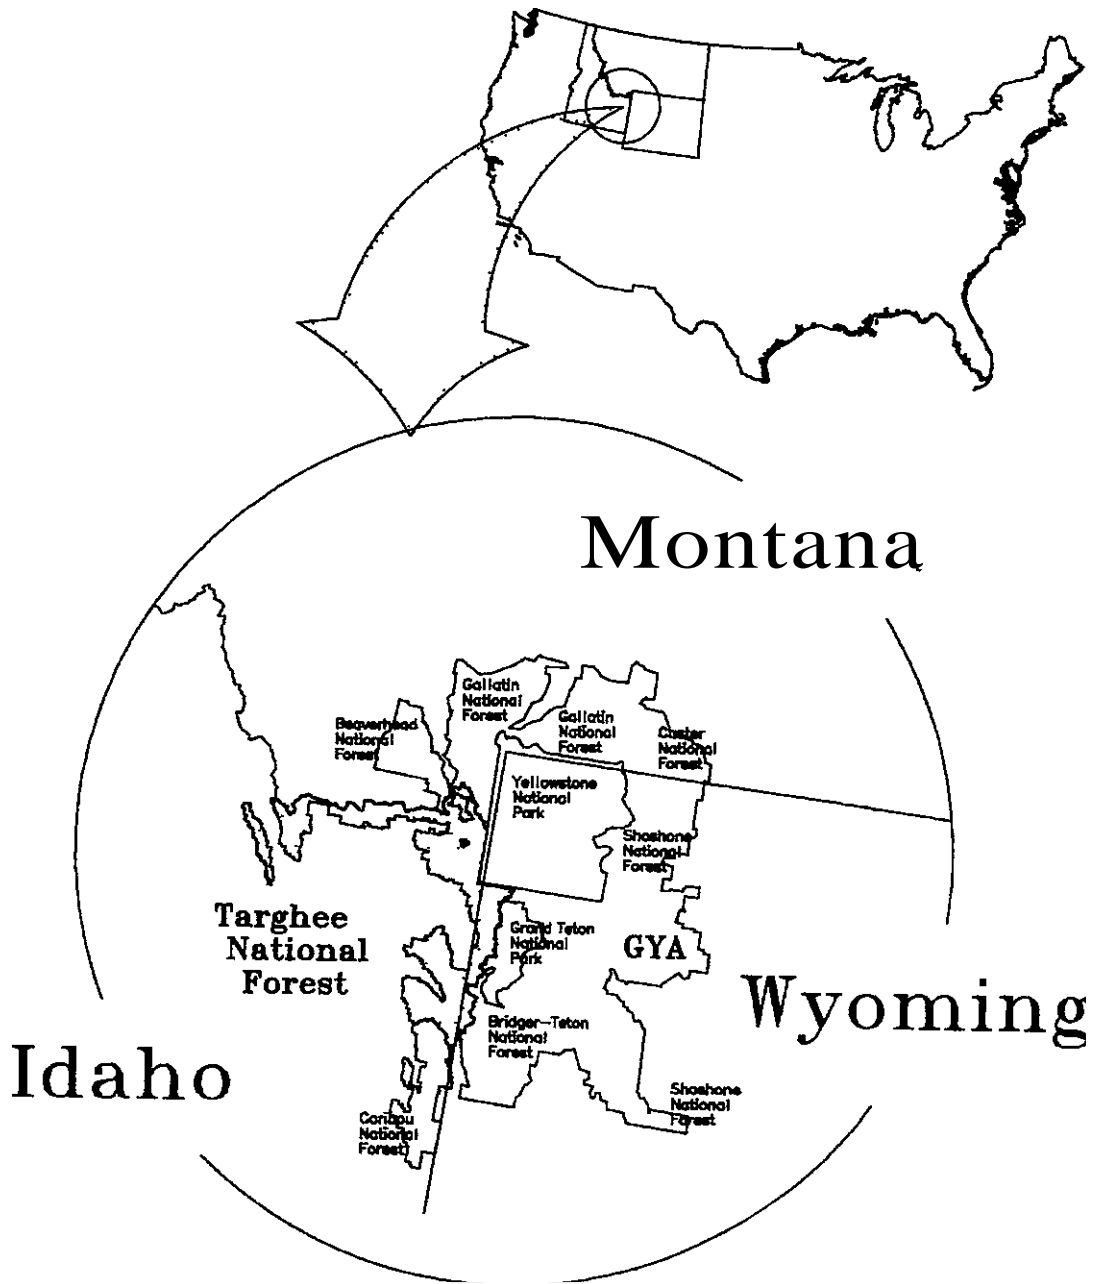 Montana
Gallatin
National
Forest
Beaverhead
National
Forest
Gallatin
National
Forest
Custer
National
Forest
Yellowstone
National
Park
Shoshone
National
Forest
Targhee
National
Forest
Grand Teton
National
Park
GYA
Wyoming
Bridger-Teton
National
Forest
Idaho
Shoshone
National
Forest
Caribou
National
Forest